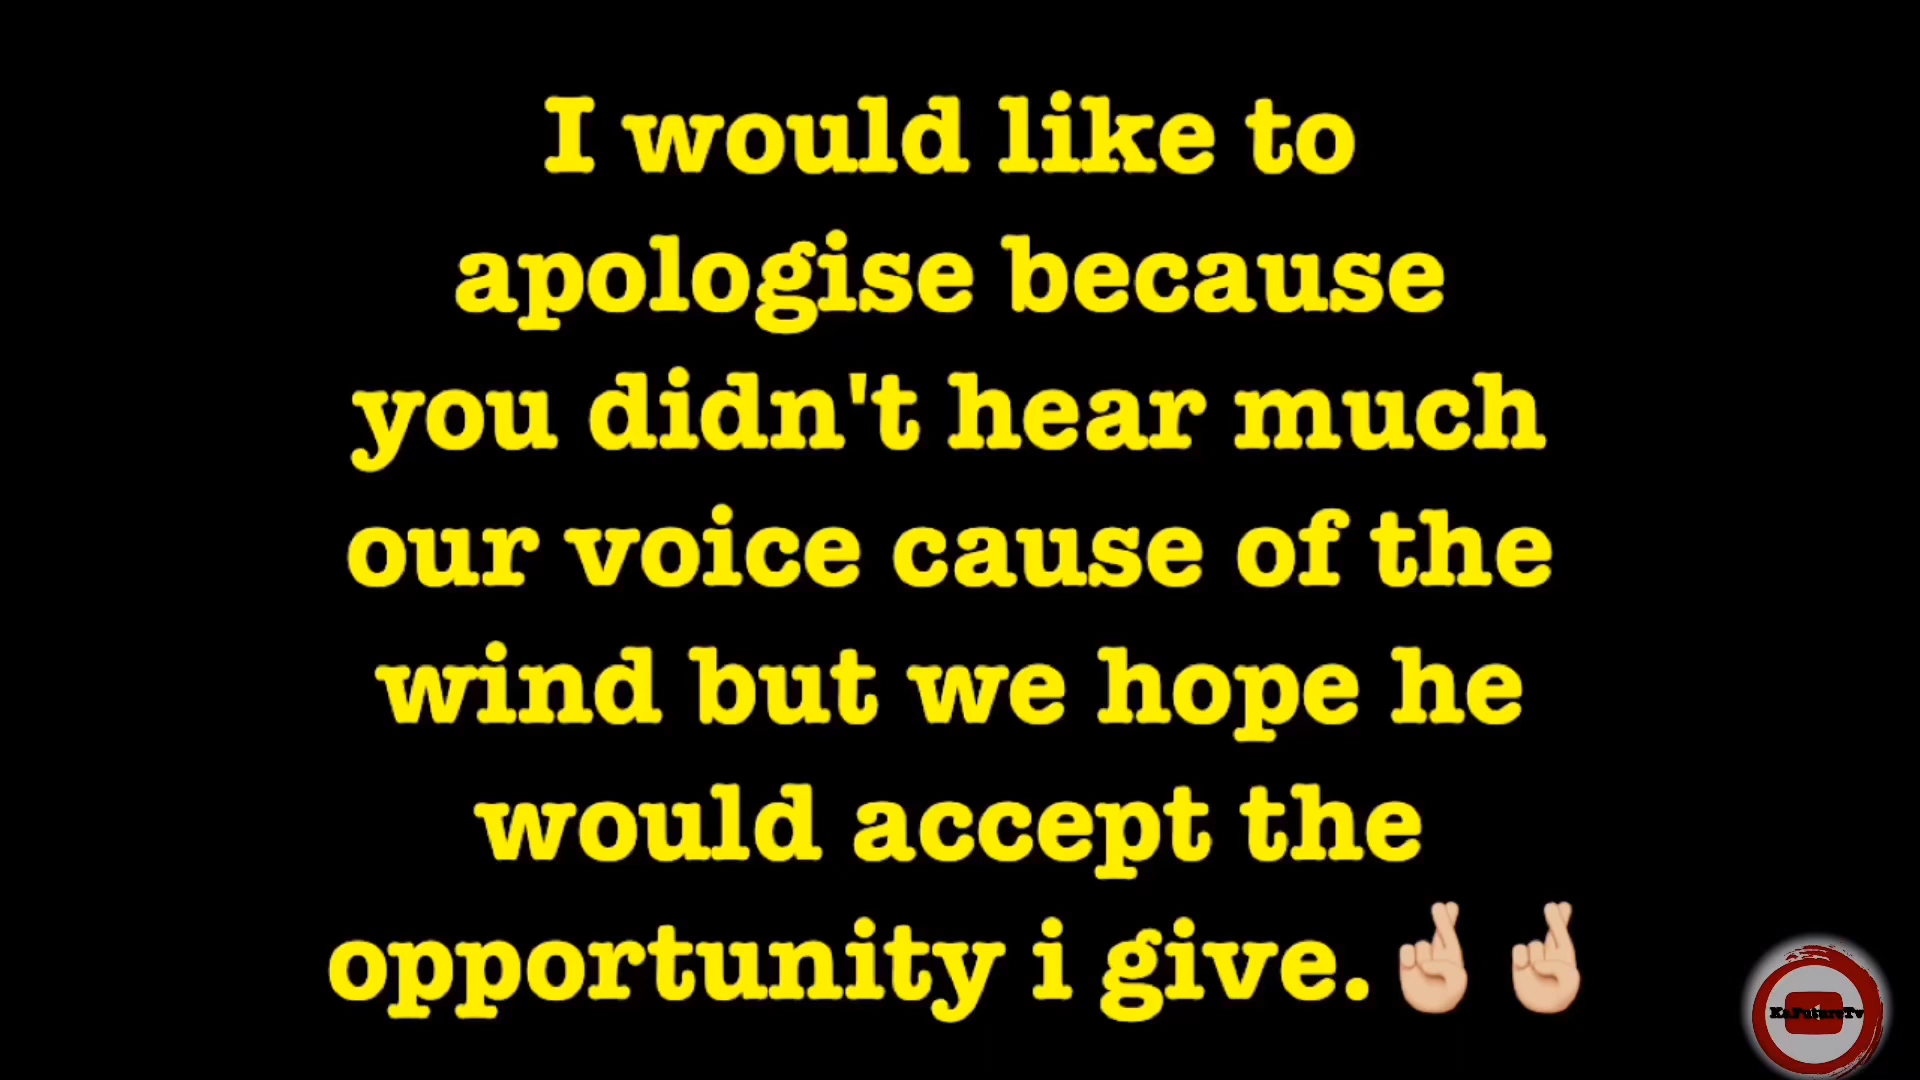 I would like to
apologise because
you didn't hear much
our voice cause of the
wind but we hope he
would accept the
opportunity i give.🤞🏻🤞🏻
KaFutureTv